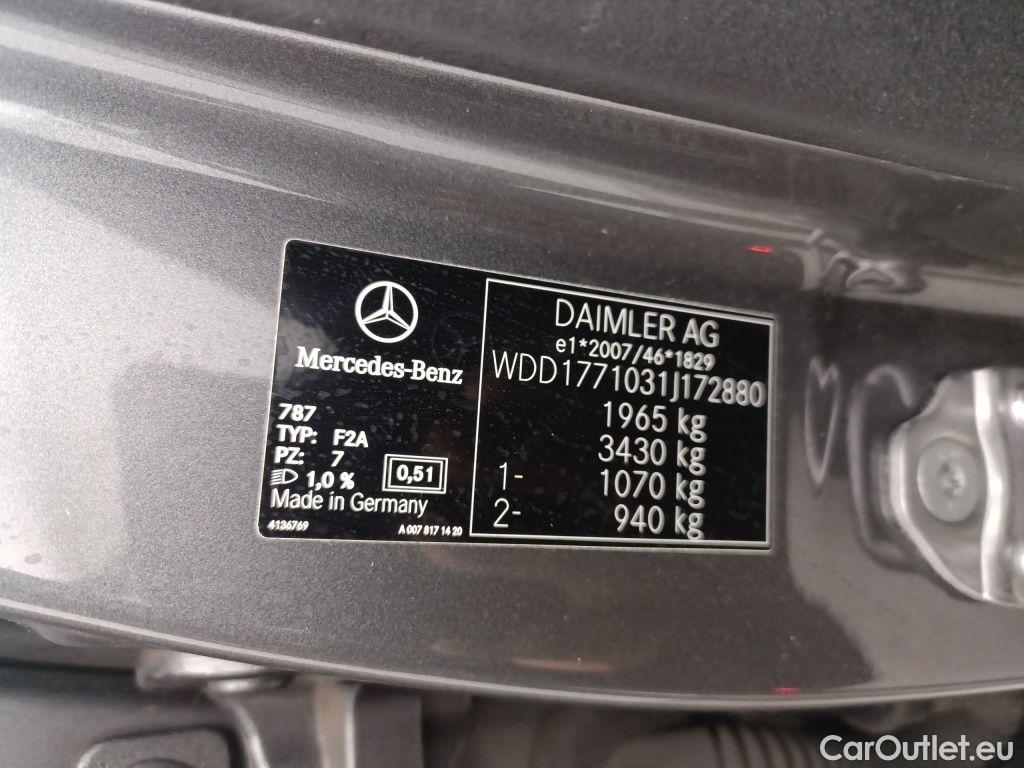 Mercedes-Benz
787
TYP: F2A
PZ: 7
1,0 %
0,51
Made in Germany
4136769
A 007 817 14 20
DAIMLER AG
e1*2007/46*1829
WDD1771031J172880
1965 kg
3430 kg
1- 1070 kg
2- 940 kg
CarOutlet.eu